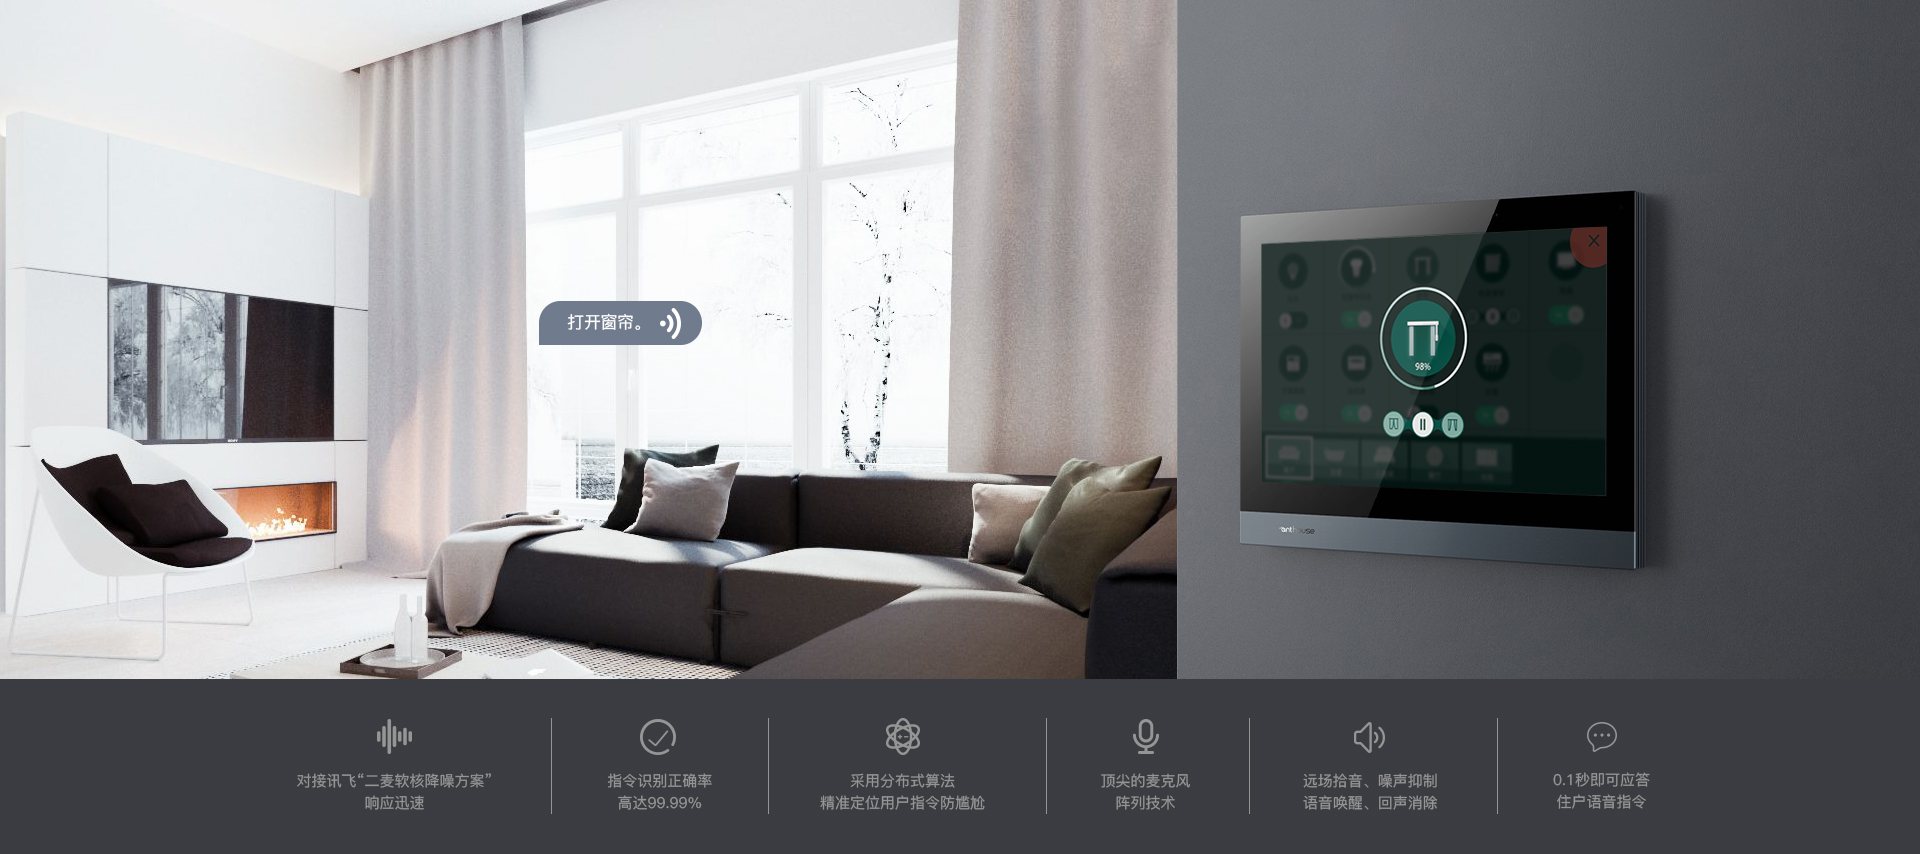 打开窗帘。
98%
SONY
对接讯飞“二麦软核降噪方案”
响应迅速
指令识别正确率
高达99.99%
采用分布式算法
精准定位用户指令防尴尬
顶尖的麦克风
阵列技术
远场拾音、噪声抑制
语音唤醒、回声消除
0.1秒即可应答
住户语音指令